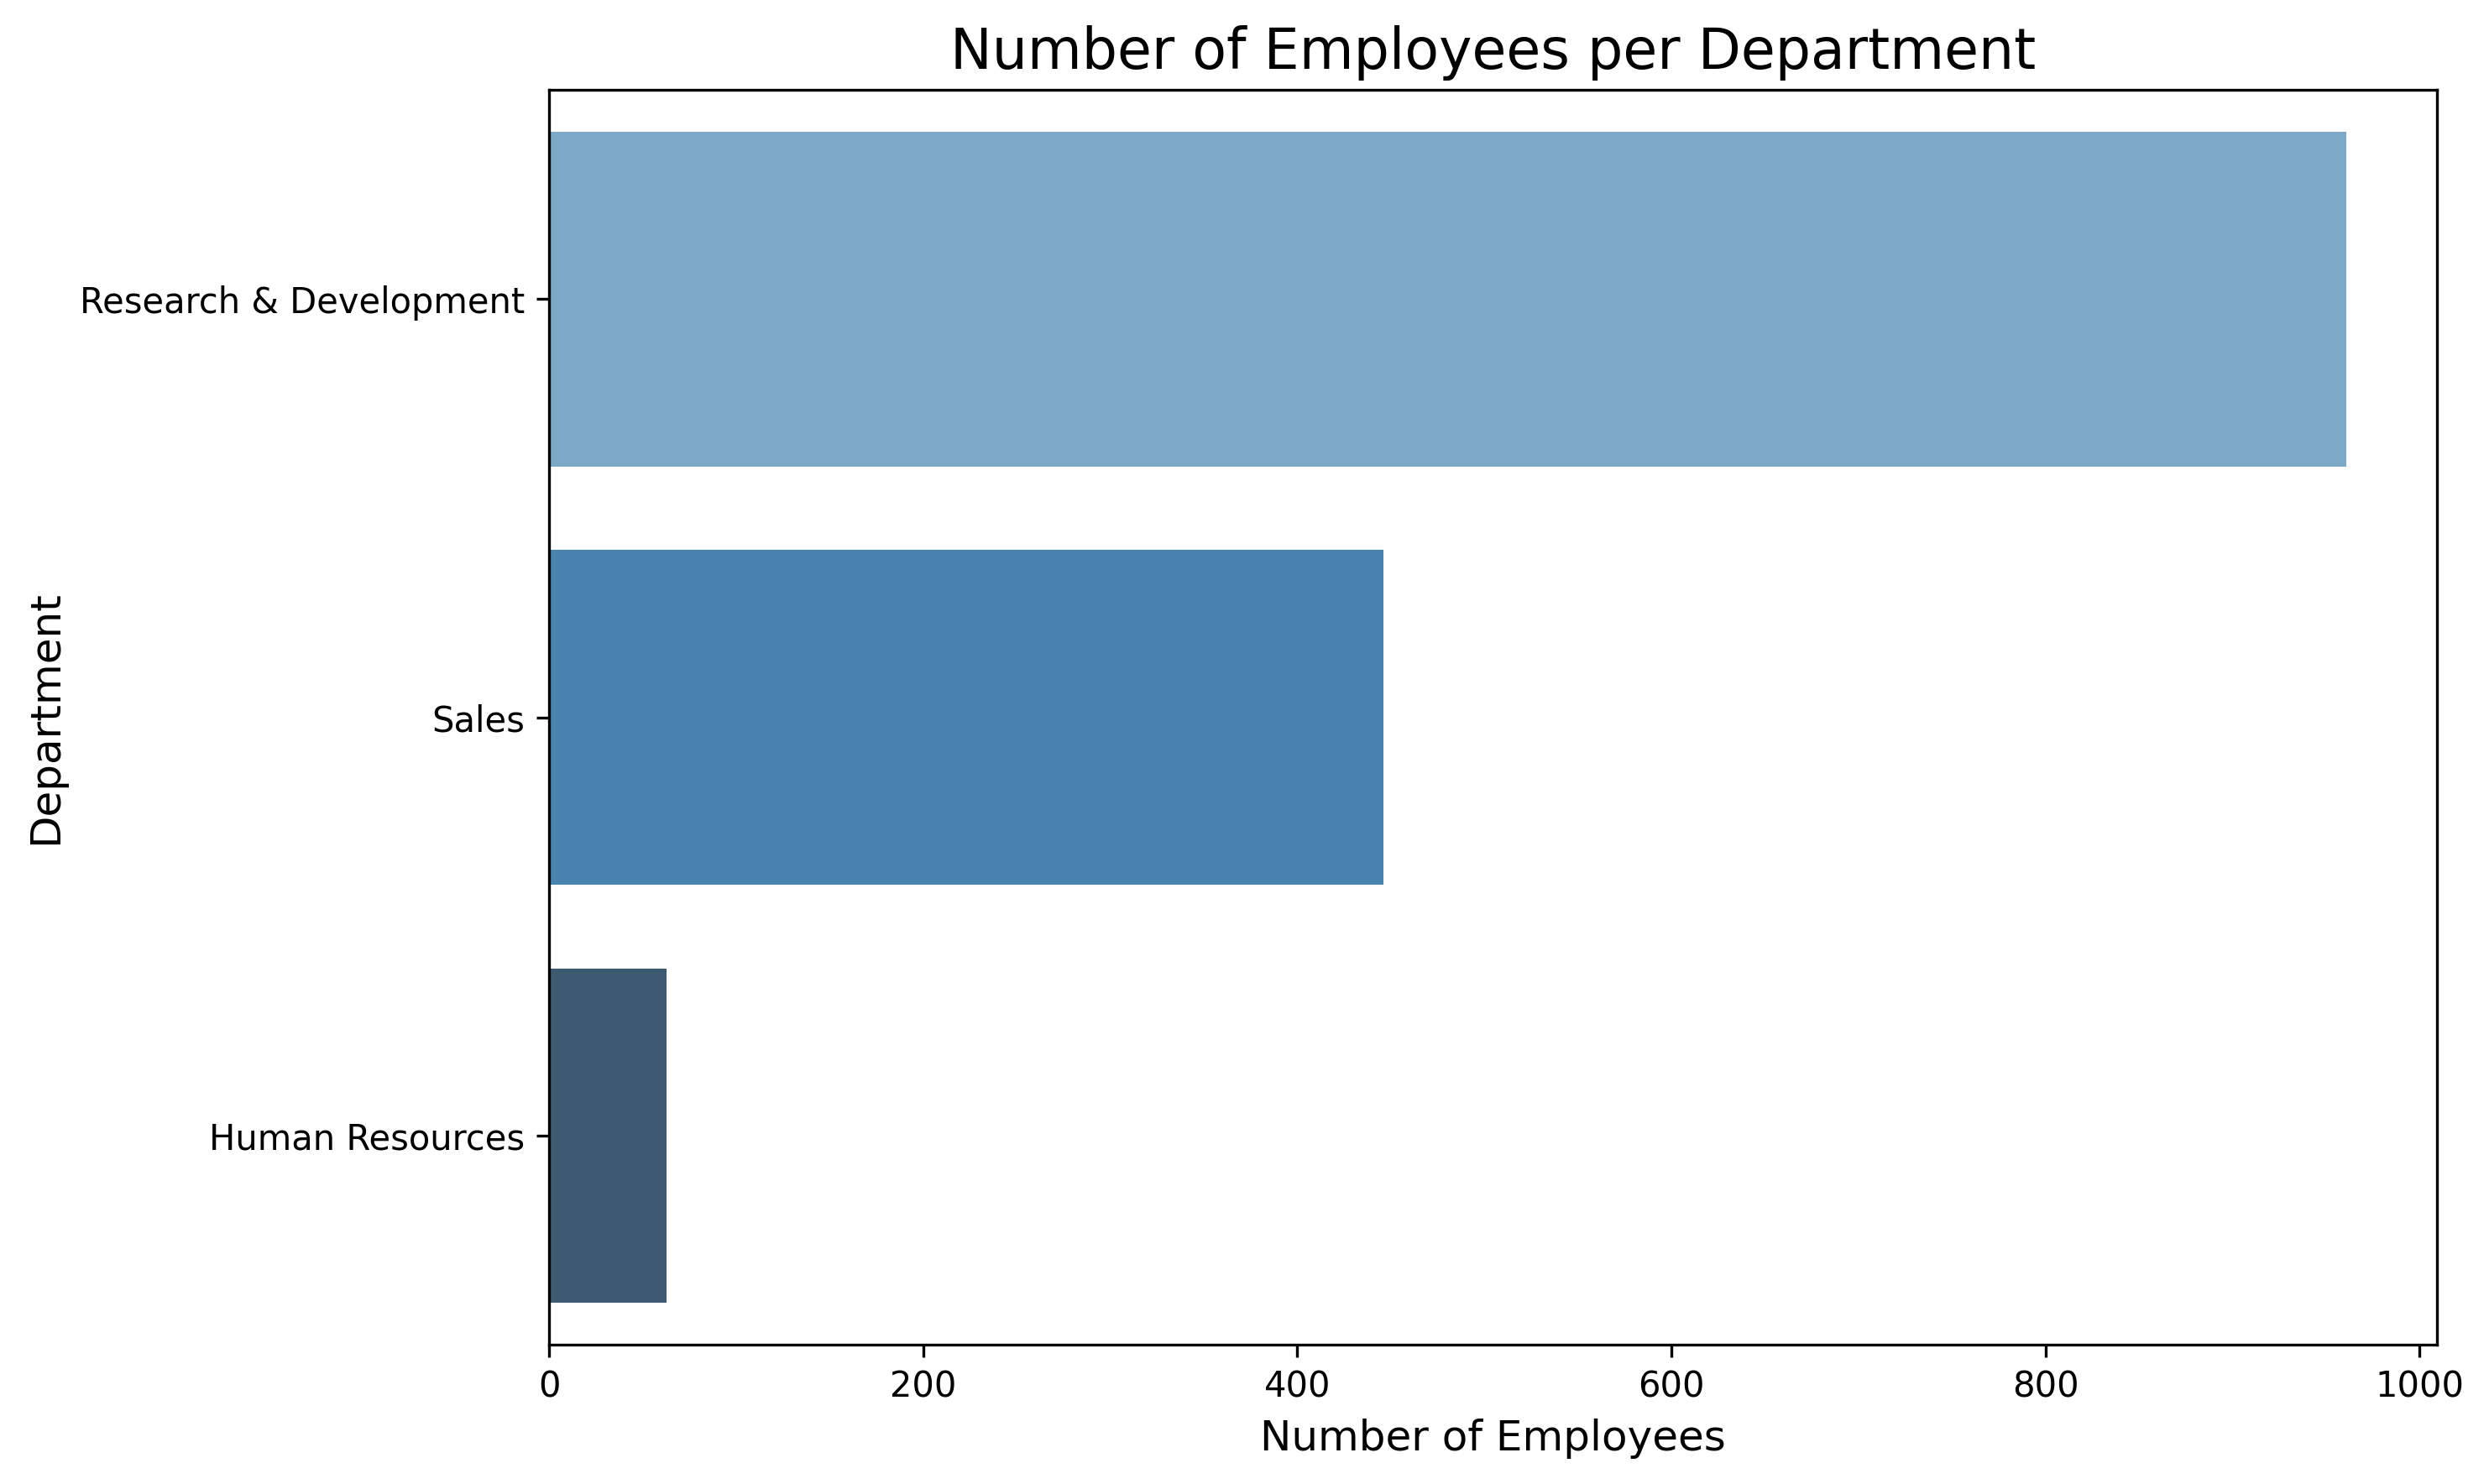 Number of Employees per Department
Research & Development
Sales
Human Resources
Department
0 200 400 600 800 1000
Number of Employees